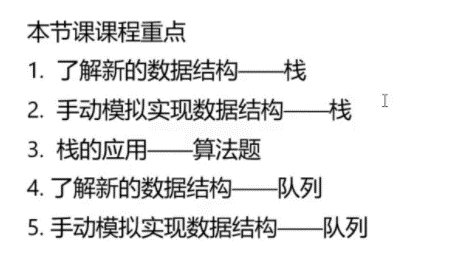 本节课课程重点
1. 了解新的数据结构——栈
2. 手动模拟实现数据结构——栈
3. 栈的应用——算法题
4. 了解新的数据结构——队列
5. 手动模拟实现数据结构——队列